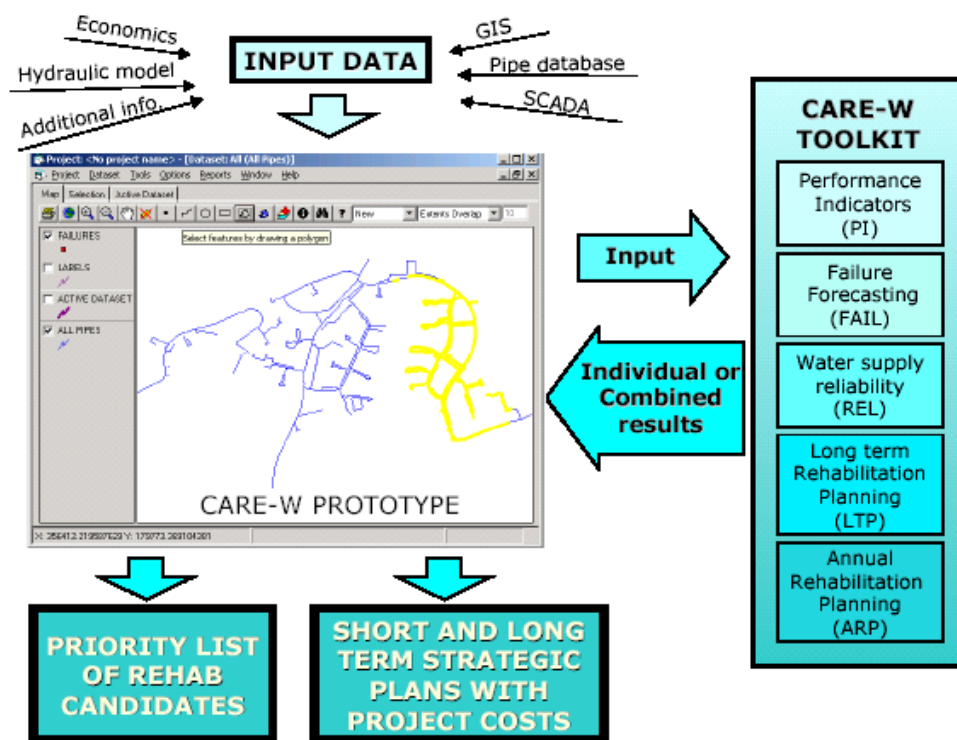 Economics
Hydraulic model
Additional info.
INPUT DATA
GIS
Pipe database
SCADA
Project: <No project name> - [Dataset: All (All Pipes)]
Project Dataset Tools Options Reports Window Help
Map Selection Active Dataset
New Extents Overlap 10
Select features by drawing a polygon
FAILURES
LABELS
ACTIVE DATASET
ALL PIPES
CARE-W PROTOTYPE
Input
Individual or
Combined
results
CARE-W
TOOLKIT
Performance
Indicators
(PI)
Failure
Forecasting
(FAIL)
Water supply
reliability
(REL)
Long term
Rehabilitation
Planning
(LTP)
Annual
Rehabilitation
Planning
(ARP)
PRIORITY LIST
OF REHAB
CANDIDATES
SHORT AND LONG
TERM STRATEGIC
PLANS WITH
PROJECT COSTS